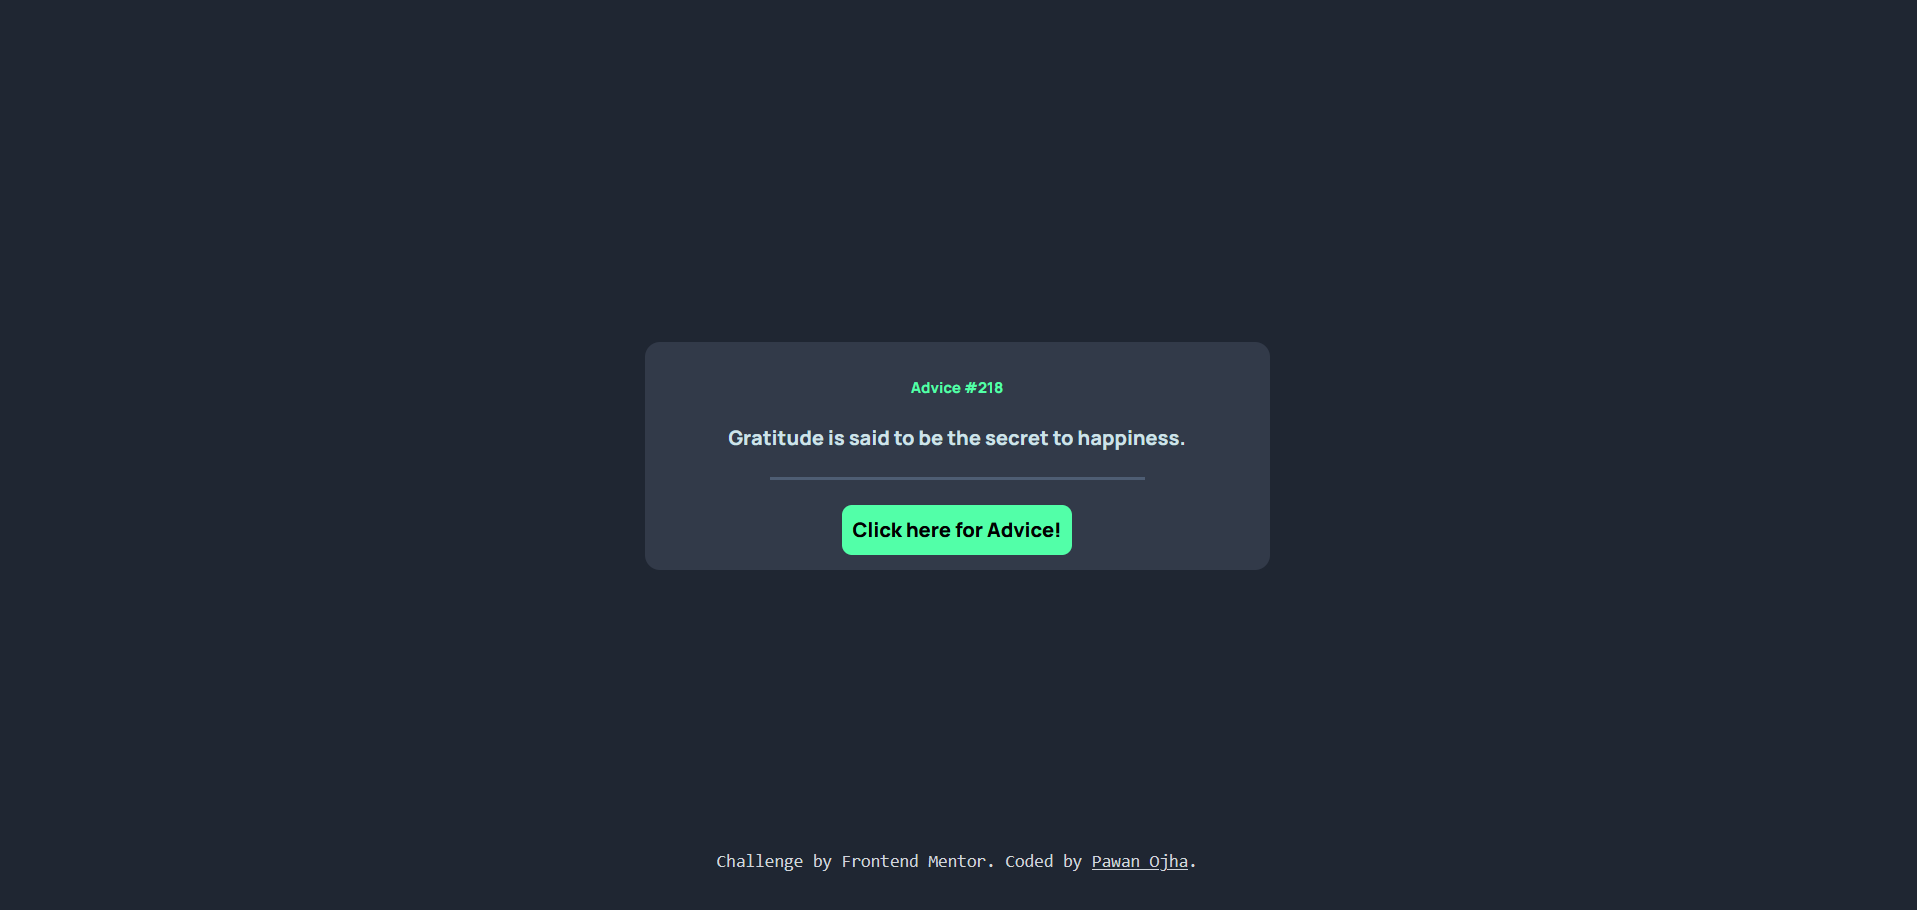 Advice #218
Gratitude is said to be the secret to happiness.
Click here for Advice!
Challenge by Frontend Mentor. Coded by Pawan Ojha.